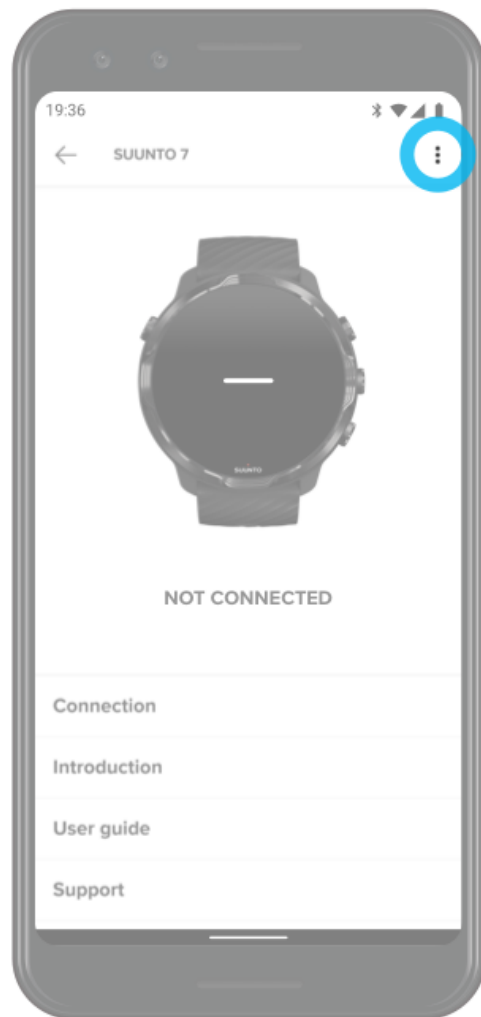 19:36
SUUNTO 7
SUUNTO
NOT CONNECTED
Connection
Introduction
User guide
Support